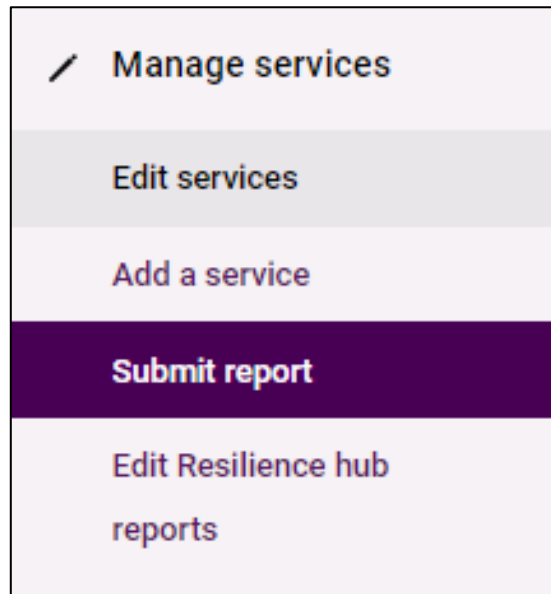 Manage services
Edit services
Add a service
Submit report
Edit Resilience hub
reports